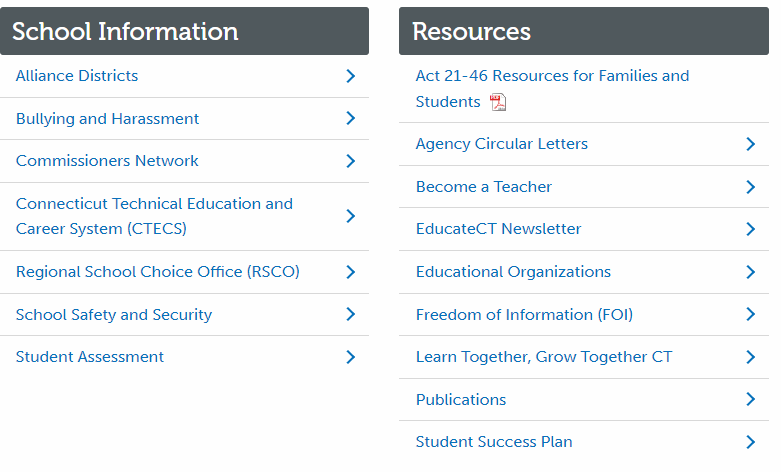 School Information
Alliance Districts
Bullying and Harassment
Commissioners Network
Connecticut Technical Education and
Career System (CTECS)
Regional School Choice Office (RSCO)
School Safety and Security
Student Assessment
Resources
Act 21-46 Resources for Families and
Students
Agency Circular Letters
Become a Teacher
EducateCT Newsletter
Educational Organizations
Freedom of Information (FOI)
Learn Together, Grow Together CT
Publications
Student Success Plan